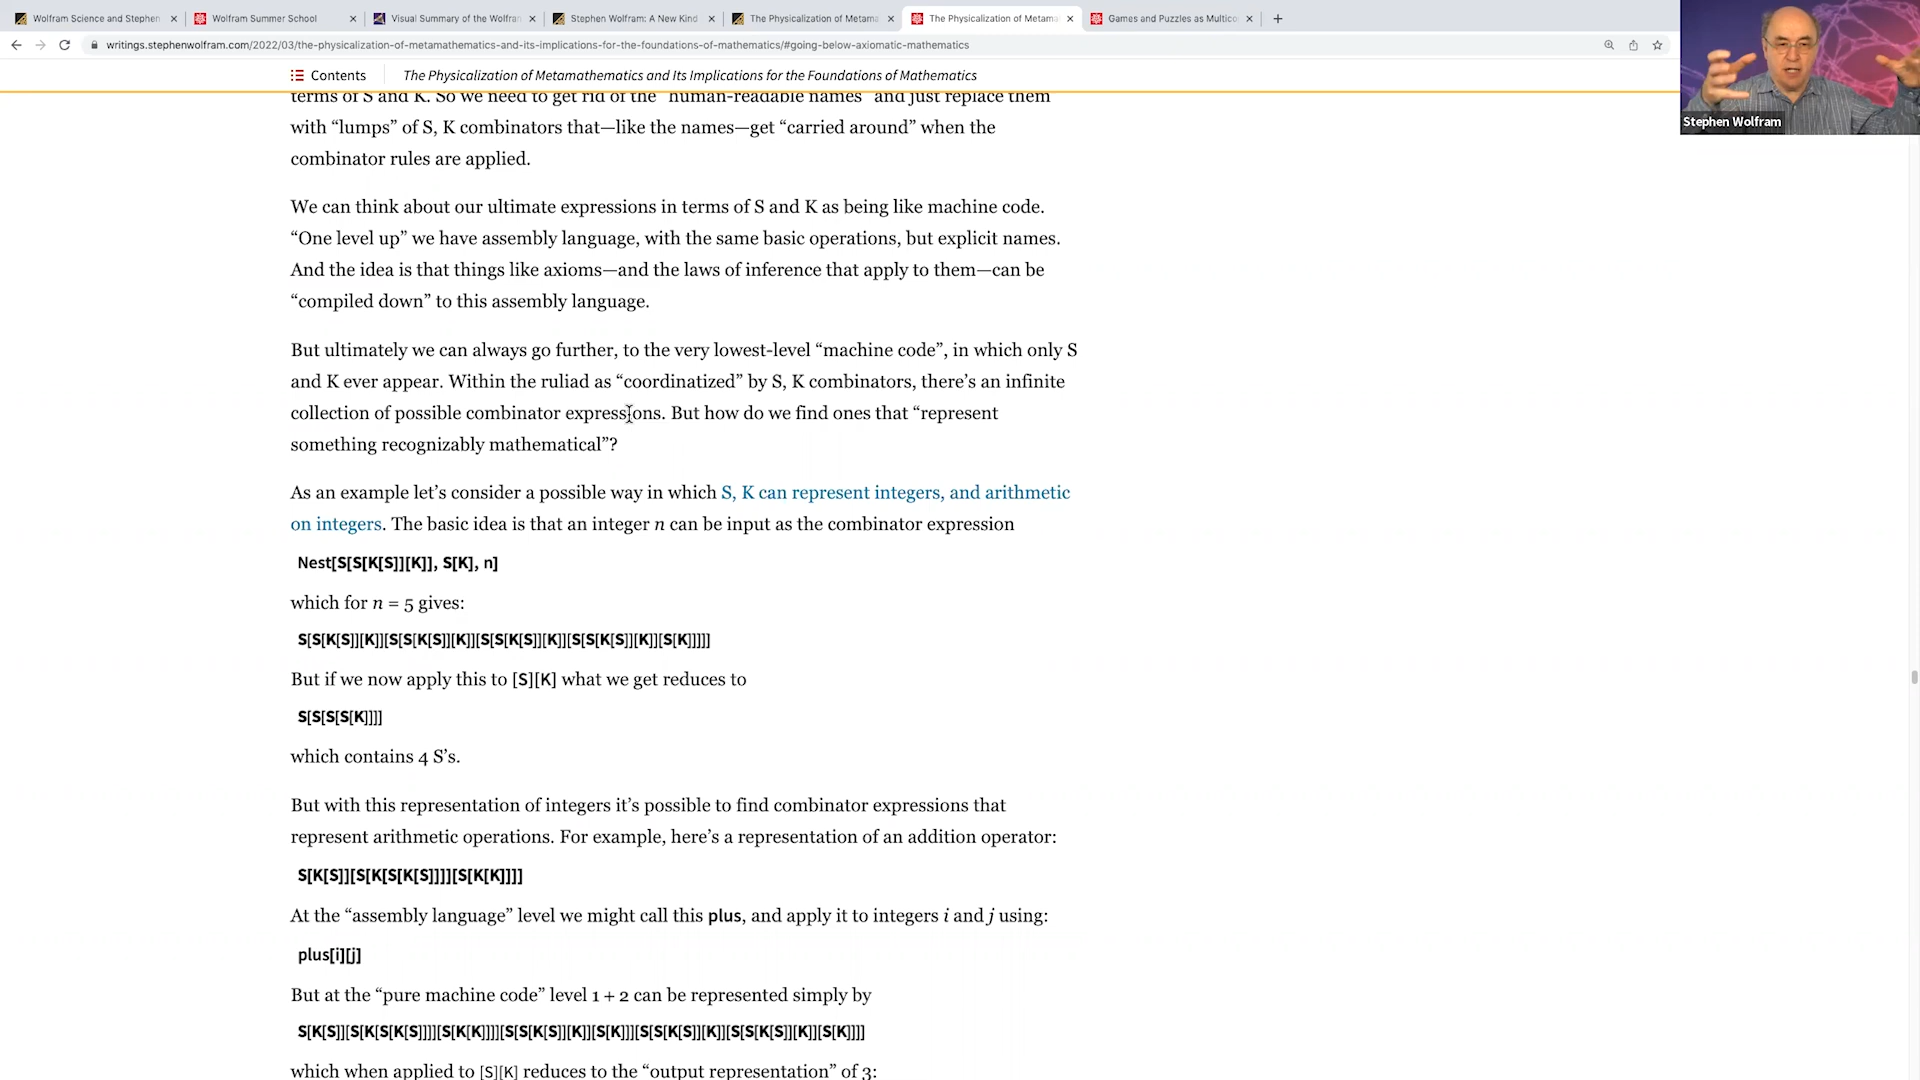 Wolfram Science and Stephen
Wolfram Summer School
Visual Summary of the Wolfran
Stephen Wolfram: A New Kind
The Physicalization of Metama
The Physicalization of Metama
Games and Puzzles as Multico
writings.stephenwolfram.com/2022/03/the-physicalization-of-metamathematics-and-its-implications-for-the-foundations-of-mathematics/#going-below-axiomatic-mathematics
Contents
The Physicalization of Metamathematics and Its Implications for the Foundations of Mathematics
Stephen Wolfram
terms of S and K. So we need to get rid of the "human-readable names" and just replace them
with “lumps” of S, K combinators that—like the names—get “carried around” when the
combinator rules are applied.
We can think about our ultimate expressions in terms of S and K as being like machine code.
“One level up” we have assembly language, with the same basic operations, but explicit names.
And the idea is that things like axioms—and the laws of inference that apply to them—can be
“compiled down” to this assembly language.
But ultimately we can always go further, to the very lowest-level “machine code”, in which only S
and K ever appear. Within the ruliad as “coordinatized” by S, K combinators, there’s an infinite
collection of possible combinator expressions. But how do we find ones that “represent
something recognizably mathematical”?
As an example let’s consider a possible way in which S, K can represent integers, and arithmetic
on integers. The basic idea is that an integer n can be input as the combinator expression
Nest[S[S[K[S]][K]], S[K], n]
which for n = 5 gives:
S[S[K[S]][K]][S[S[K[S]][K]][S[S[K[S]][K]][S[S[K[S]][K]][S[K]]]]]
But if we now apply this to [S][K] what we get reduces to
S[S[S[S[K]]]]
which contains 4 S’s.
But with this representation of integers it’s possible to find combinator expressions that
represent arithmetic operations. For example, here’s a representation of an addition operator:
S[K[S]][S[K[S[K[S]]]][S[K[K]]]]
At the “assembly language” level we might call this plus, and apply it to integers i and j using:
plus[i][j]
But at the “pure machine code” level 1 + 2 can be represented simply by
S[K[S]][S[K[S[K[S]]]][S[K[K]]]][S[S[K[S]][K]][S[K]]][S[S[K[S]][K]][S[S[K[S]][K]][S[K]]]]
which when applied to [S][K] reduces to the “output representation” of 3: